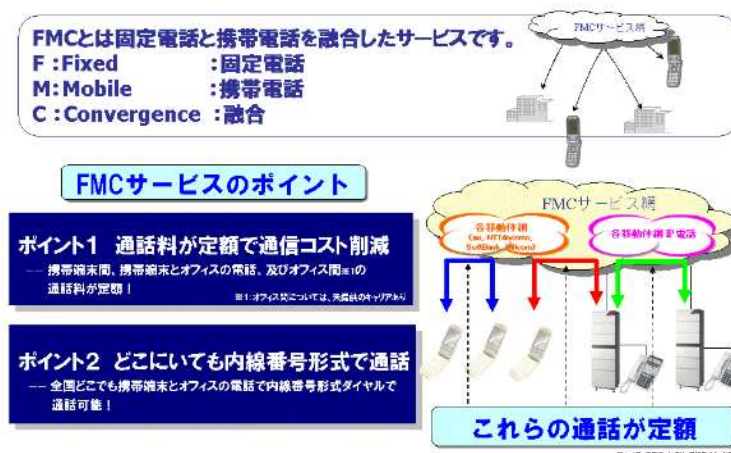 FMCとは固定電話と携帯電話を融合したサービスです。
F:Fixed :固定電話
M:Mobile :携帯電話
C:Convergence :融合
FMCサービス網
FMCサービスのポイント
ポイント1 通話料が定額で通信コスト削減
── 携帯端末間、携帯端末とオフィスの電話、及びオフィス間※1の
通話料が定額!
※1:オフィス間については、未提供のキャリアあり
ポイント2 どこにいても内線番号形式で通話
── 全国どこでも携帯端末とオフィスの電話で内線番号形式ダイヤルで
通話可能!
FMCサービス網
各移動体網
(au, NTTdocomo,
SoftBank, Willcom)
各移動体網IP電話
これらの通話が定額